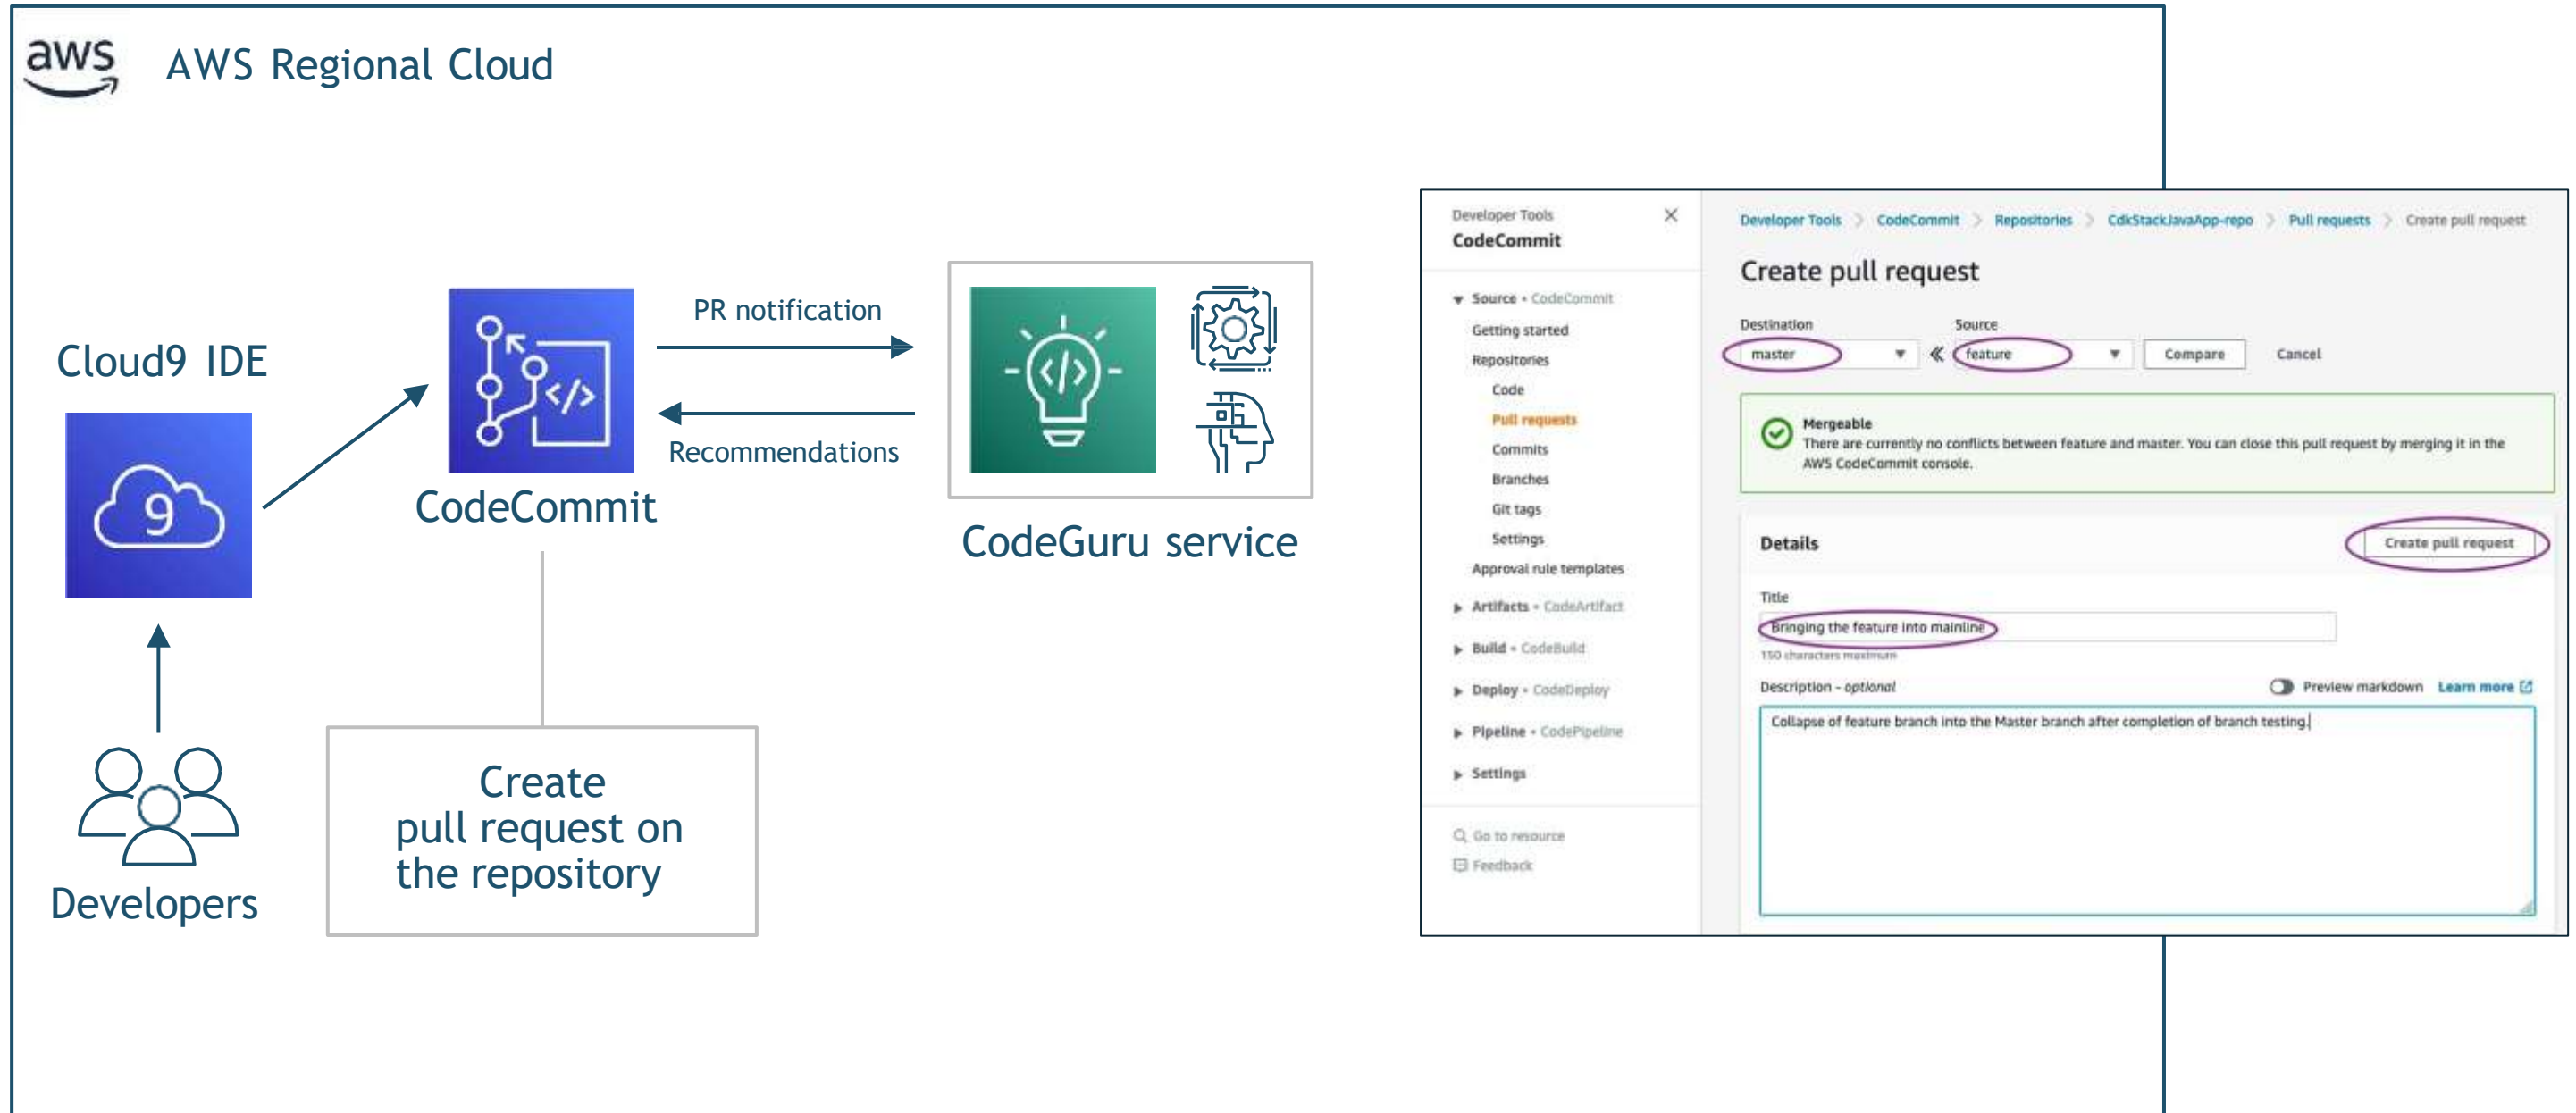 aws
AWS Regional Cloud
Cloud9 IDE
9
Developers
CodeCommit
PR notification
Recommendations
CodeGuru service
Create
pull request on
the repository
Developer Tools
CodeCommit
Source • CodeCommit
Getting started
Repositories
Code
Pull requests
Commits
Branches
Git tags
Settings
Approval rule templates
Artifacts • CodeArtifact
Build • CodeBuild
Deploy • CodeDeploy
Pipeline • CodePipeline
Settings
Go to resource
Feedback
Developer Tools > CodeCommit > Repositories > CdkStackJavaApp-repo > Pull requests > Create pull request
Create pull request
Destination Source
master « feature Compare Cancel
Mergeable
There are currently no conflicts between feature and master. You can close this pull request by merging it in the
AWS CodeCommit console.
Details Create pull request
Title
Bringing the feature into mainline
150 characters maximum
Description - optional Preview markdown Learn more
Collapse of feature branch into the Master branch after completion of branch testing.